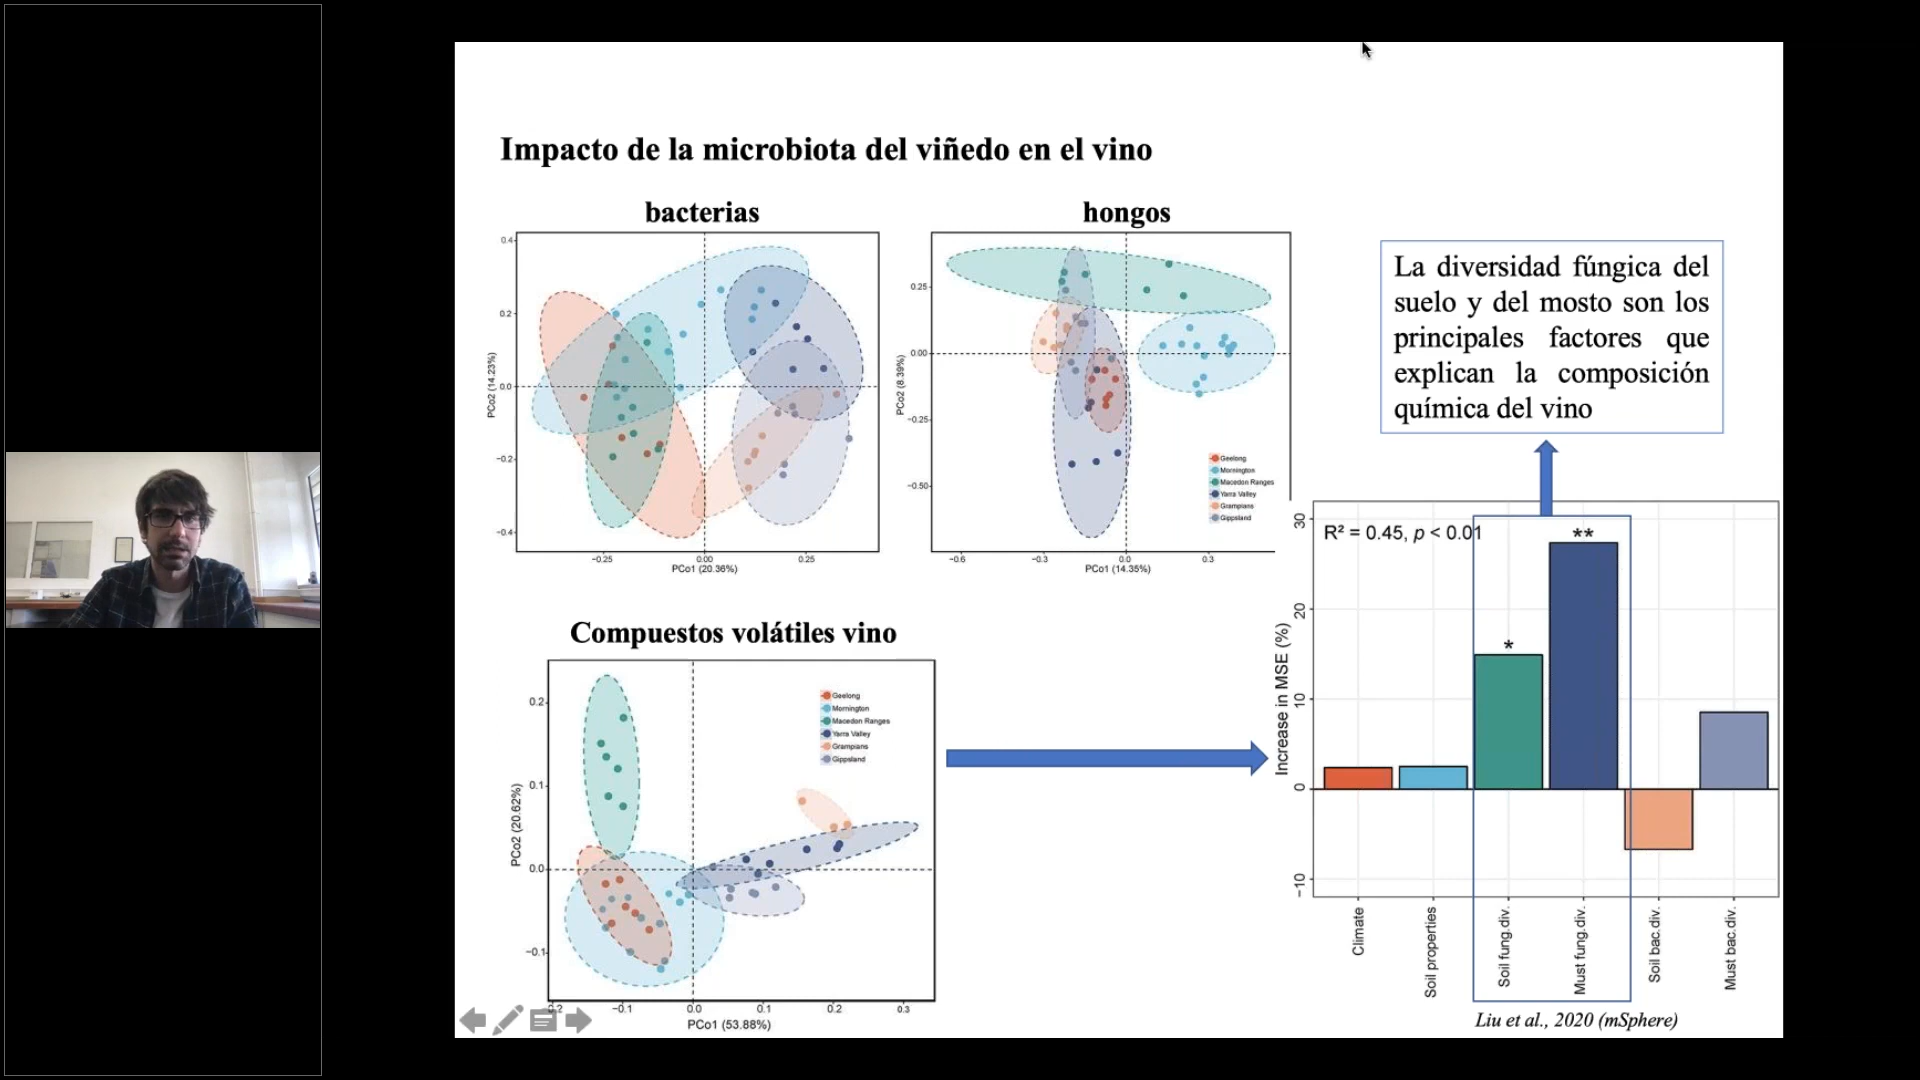 Impacto de la microbiota del viñedo en el vino
bacterias
0.4
0.2
0.0
−0.2
−0.4
PCo2 (14.23%)
−0.25
0.00
0.25
PCo1 (20.36%)
hongos
0.25
0.00
−0.25
−0.50
PCo2 (8.39%)
−0.6
−0.3
0.0
0.3
PCo1 (14.35%)
Geelong
Mornington
Macedon Ranges
Yarra Valley
Grampians
Gippsland
La diversidad fúngica del
suelo y del mosto son los
principales factores que
explican la composición
química del vino
Compuestos volátiles vino
0.2
0.1
0.0
−0.1
PCo2 (20.62%)
−0.1
0.0
0.1
0.2
0.3
PCo1 (53.88%)
Geelong
Mornington
Macedon Ranges
Yarra Valley
Grampians
Gippsland
R² = 0.45, p < 0.01
*
**
30
20
10
0
−10
Increase in MSE (%)
Climate
Soil properties
Soil fung.div.
Must fung.div.
Soil bac.div.
Must bac.div.
Liu et al., 2020 (mSphere)